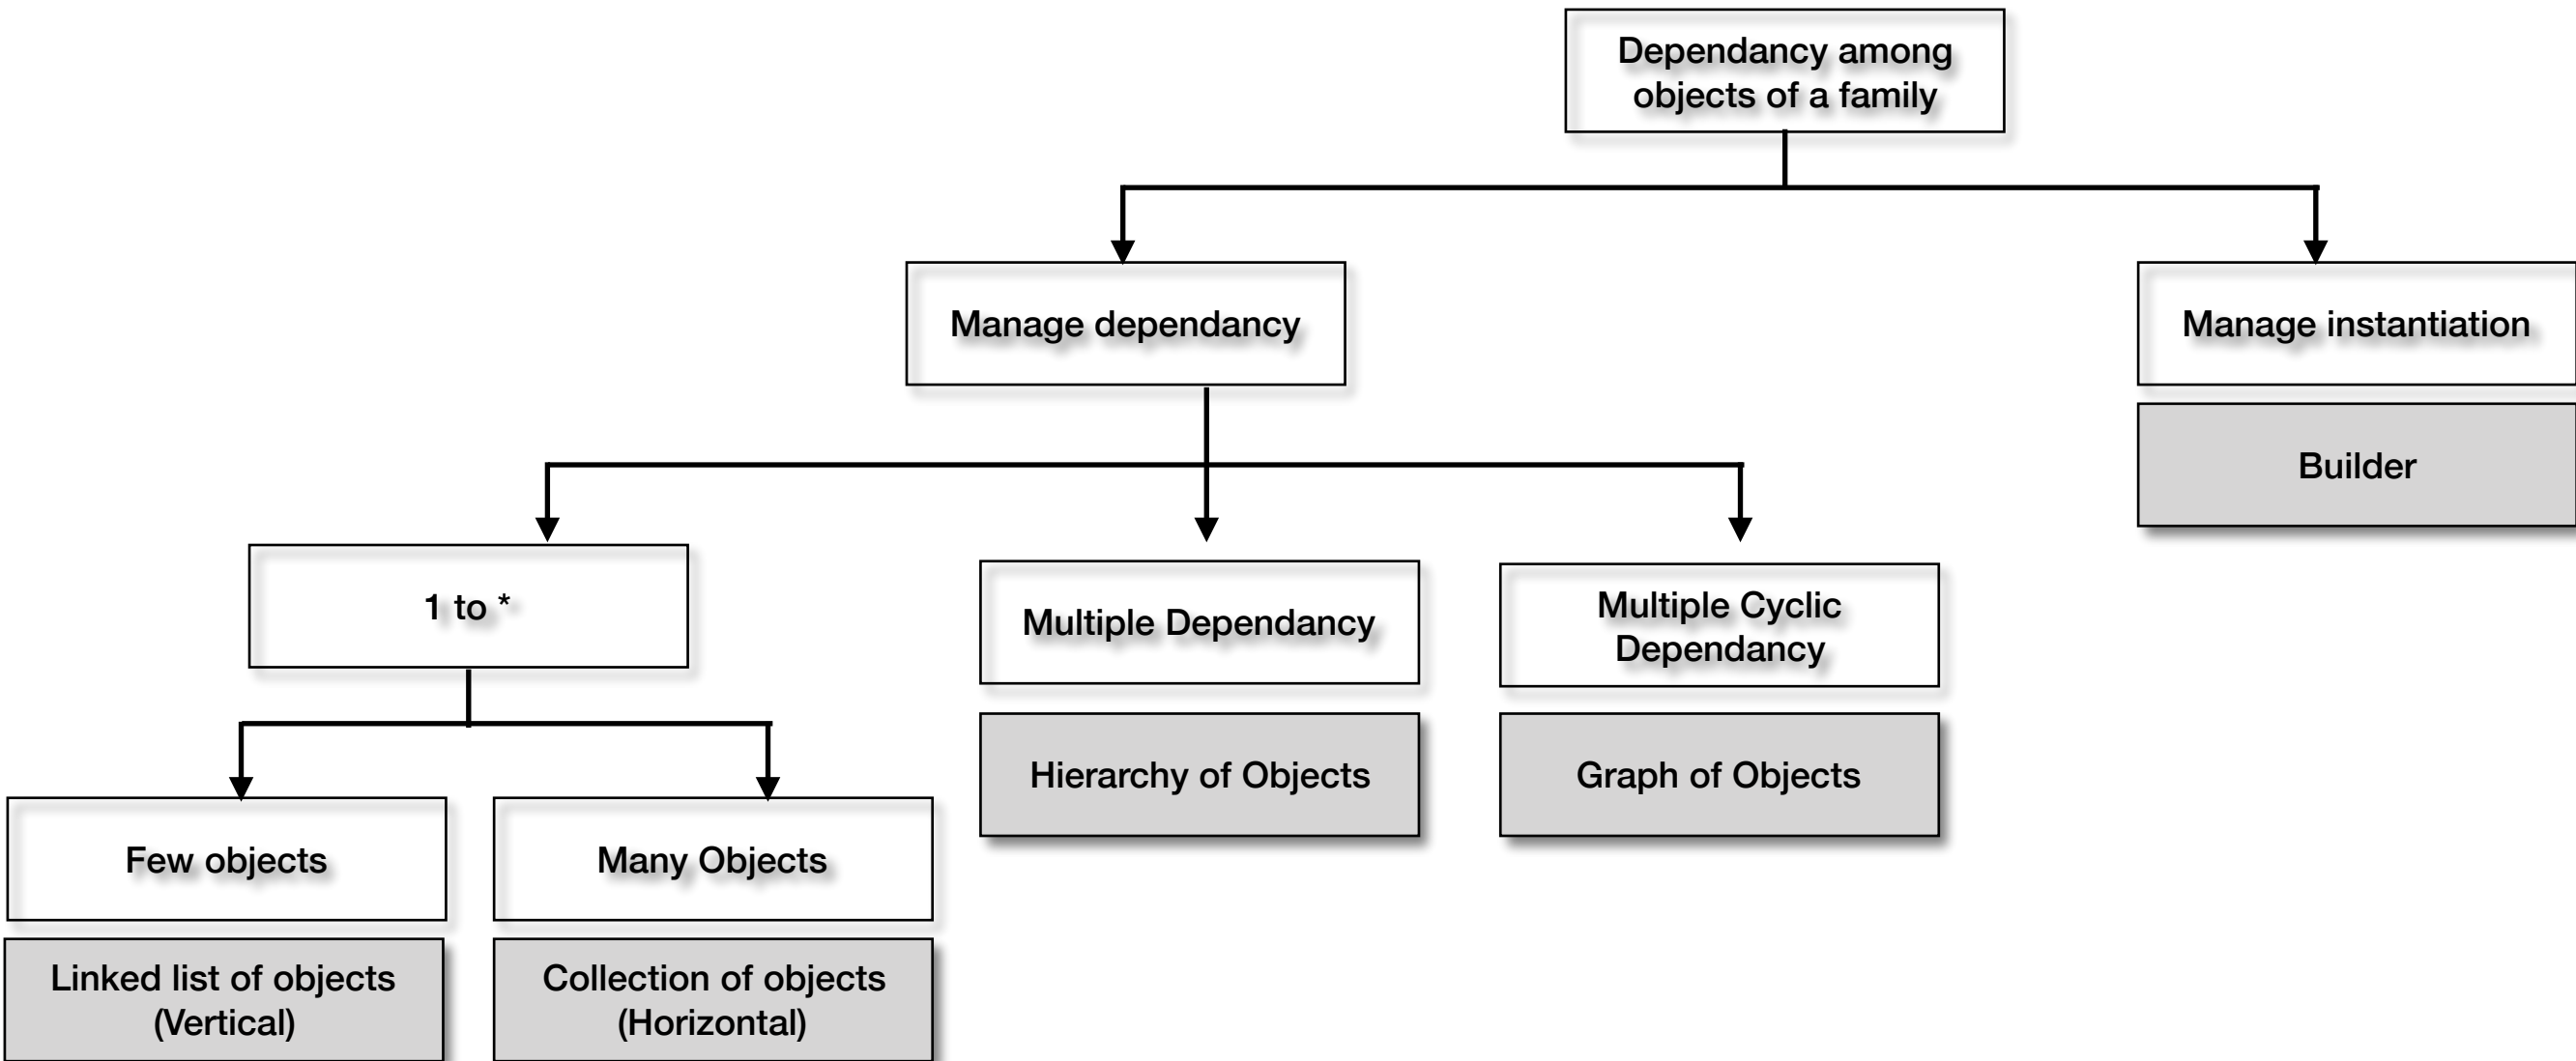 Dependancy among
objects of a family
Manage dependancy
Manage instantiation
Builder
1 to *
Multiple Dependancy
Multiple Cyclic
Dependancy
Hierarchy of Objects
Graph of Objects
Few objects
Many Objects
Linked list of objects
(Vertical)
Collection of objects
(Horizontal)